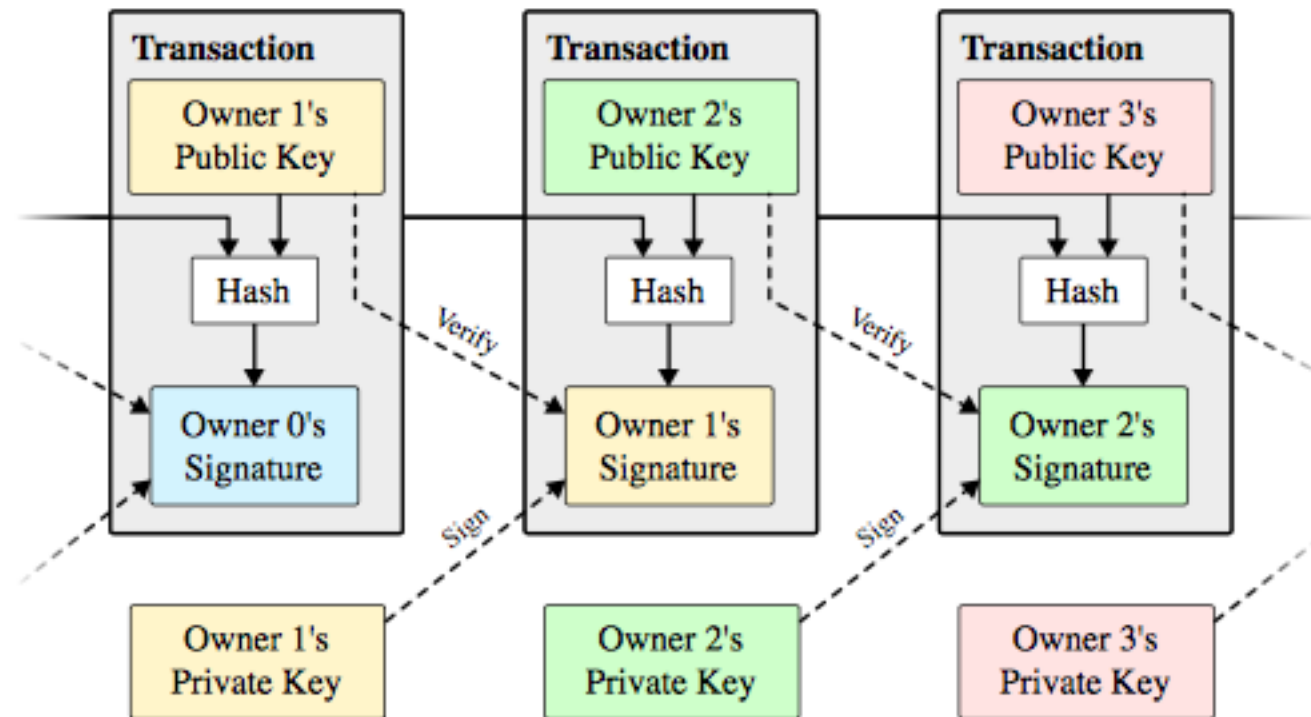 Transaction
Owner 1's
Public Key
Hash
Owner 0's
Signature
Transaction
Owner 2's
Public Key
Hash
Verify
Owner 1's
Signature
Sign
Transaction
Owner 3's
Public Key
Hash
Verify
Owner 2's
Signature
Sign
Owner 1's
Private Key
Owner 2's
Private Key
Owner 3's
Private Key